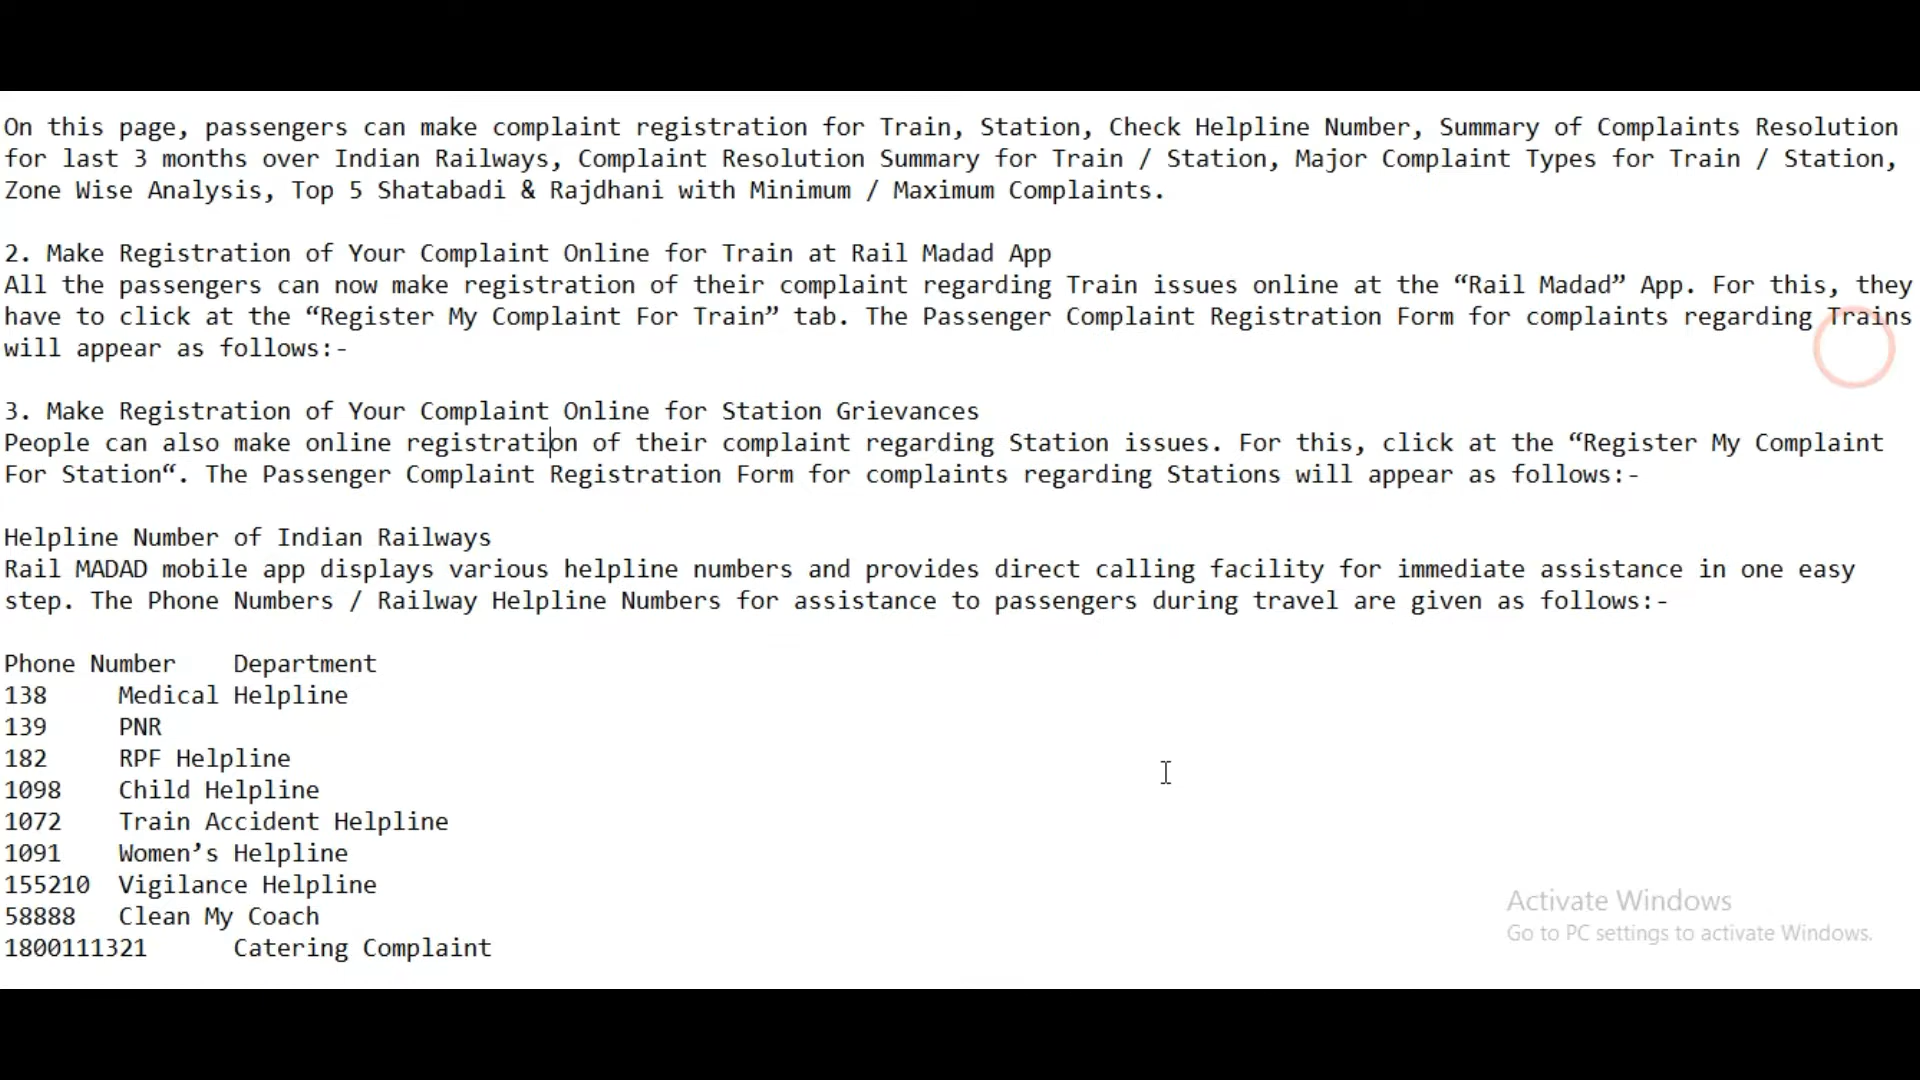 On this page, passengers can make complaint registration for Train, Station, Check Helpline Number, Summary of Complaints Resolution
for last 3 months over Indian Railways, Complaint Resolution Summary for Train / Station, Major Complaint Types for Train / Station,
Zone Wise Analysis, Top 5 Shatabadi & Rajdhani with Minimum / Maximum Complaints.
2. Make Registration of Your Complaint Online for Train at Rail Madad App
All the passengers can now make registration of their complaint regarding Train issues online at the “Rail Madad” App. For this, they
have to click at the “Register My Complaint For Train” tab. The Passenger Complaint Registration Form for complaints regarding Trains
will appear as follows:-
3. Make Registration of Your Complaint Online for Station Grievances
People can also make online registration of their complaint regarding Station issues. For this, click at the “Register My Complaint
For Station“. The Passenger Complaint Registration Form for complaints regarding Stations will appear as follows:-
Helpline Number of Indian Railways
Rail MADAD mobile app displays various helpline numbers and provides direct calling facility for immediate assistance in one easy
step. The Phone Numbers / Railway Helpline Numbers for assistance to passengers during travel are given as follows:-
Phone Number Department
138 Medical Helpline
139 PNR
182 RPF Helpline
1098 Child Helpline
1072 Train Accident Helpline
1091 Women’s Helpline
155210 Vigilance Helpline
58888 Clean My Coach
1800111321 Catering Complaint
Activate Windows
Go to PC settings to activate Windows.